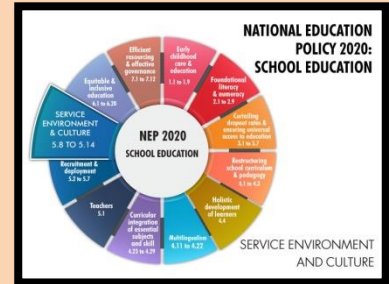 NATIONAL EDUCATION
POLICY 2020:
SCHOOL EDUCATION
Efficient
resourcing
& effective
governance
7.1 to 7.12
Early
childhood
care &
education
1.1 to 1.9
Foundational
literacy
& numeracy
2.1 to 2.9
Curtailing
dropout rates &
ensuring universal
access to education
3.1 to 3.7
Restructuring
school curriculum
& pedagogy
4.1 to 4.3
Holistic
development
of learners
4.4
Multilingualism
4.11 to 4.22
Curricular
integration
of essential
subjects
and skill
4.23 to 4.29
Teachers
5.1
Recruitment &
deployment
5.2 to 5.7
SERVICE
ENVIRONMENT
& CULTURE
5.8 TO 5.14
Equitable &
inclusive
education
6.1 to 6.20
NEP 2020
SCHOOL EDUCATION
SERVICE ENVIRONMENT
AND CULTURE